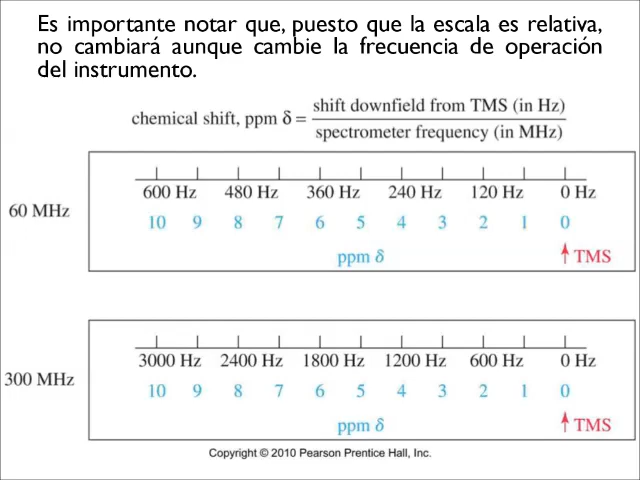 Es importante notar que, puesto que la escala es relativa,
no cambiará aunque cambie la frecuencia de operación
del instrumento.
chemical shift, ppm δ = shift downfield from TMS (in Hz)
spectrometer frequency (in MHz)
60 MHz
600 Hz 480 Hz 360 Hz 240 Hz 120 Hz 0 Hz
10 9 8 7 6 5 4 3 2 1 0
ppm δ TMS
300 MHz
3000 Hz 2400 Hz 1800 Hz 1200 Hz 600 Hz 0 Hz
10 9 8 7 6 5 4 3 2 1 0
ppm δ TMS
Copyright © 2010 Pearson Prentice Hall, Inc.